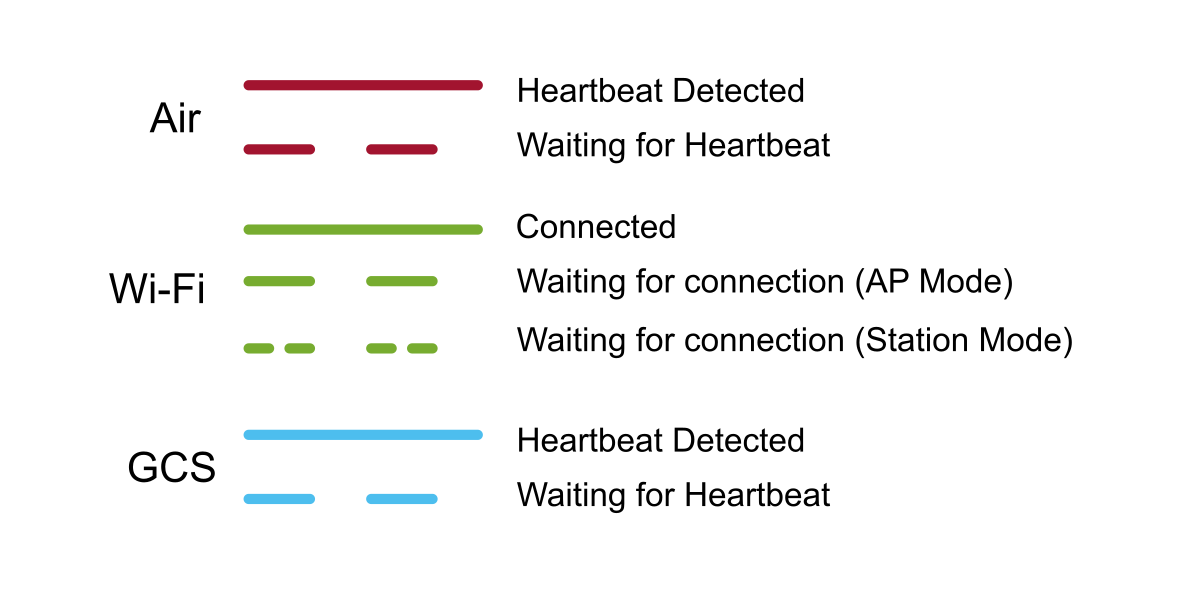 Air
Heartbeat Detected
Waiting for Heartbeat
Wi-Fi
Connected
Waiting for connection (AP Mode)
Waiting for connection (Station Mode)
GCS
Heartbeat Detected
Waiting for Heartbeat